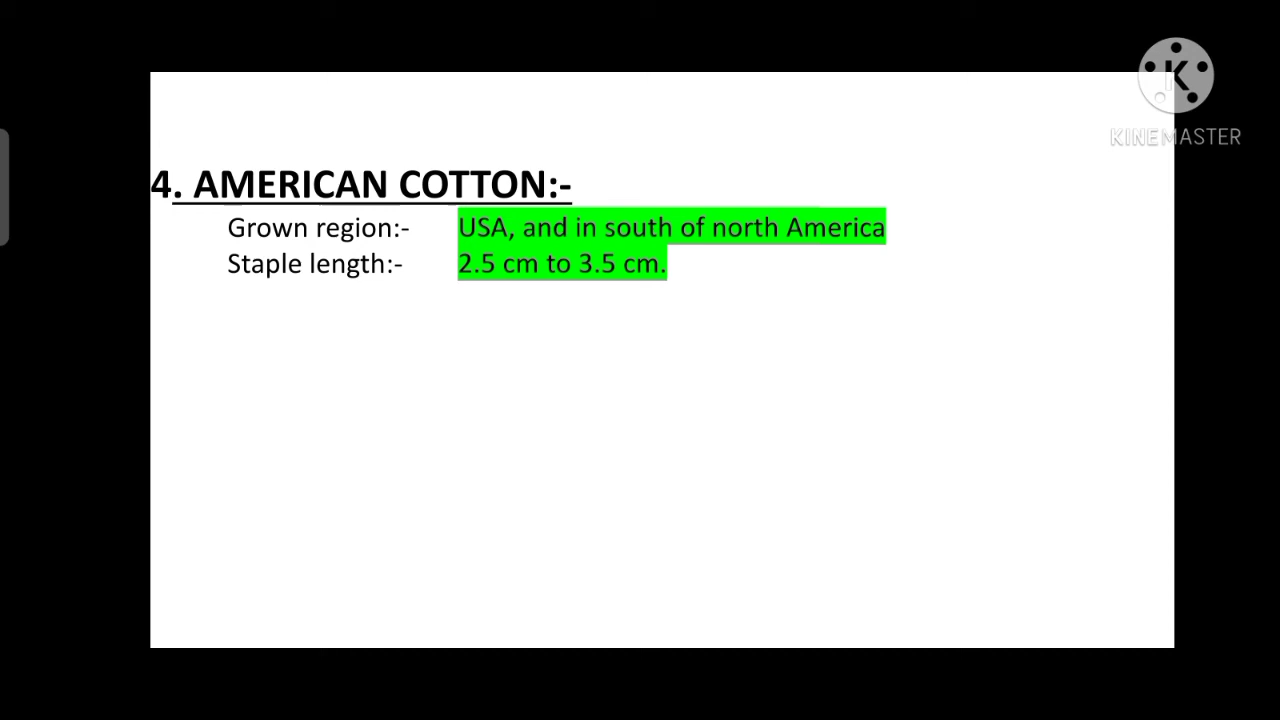 KINEMASTER
4. AMERICAN COTTON:-
Grown region:- USA, and in south of north America
Staple length:- 2.5 cm to 3.5 cm.